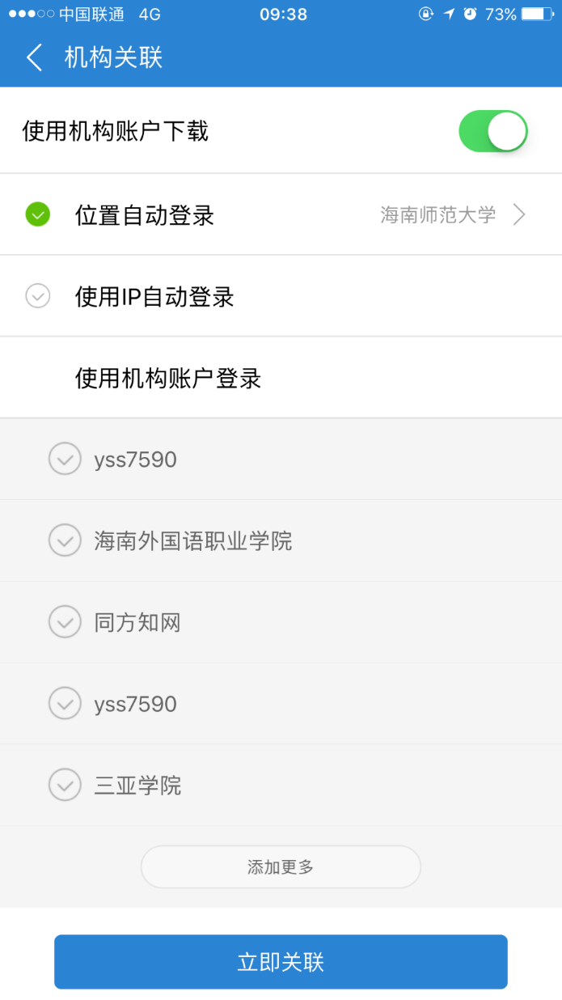 中国联通 4G 09:38 73%
机构关联
使用机构账户下载
位置自动登录 海南师范大学
使用IP自动登录
使用机构账户登录
yss7590
海南外国语职业学院
同方知网
yss7590
三亚学院
添加更多
立即关联